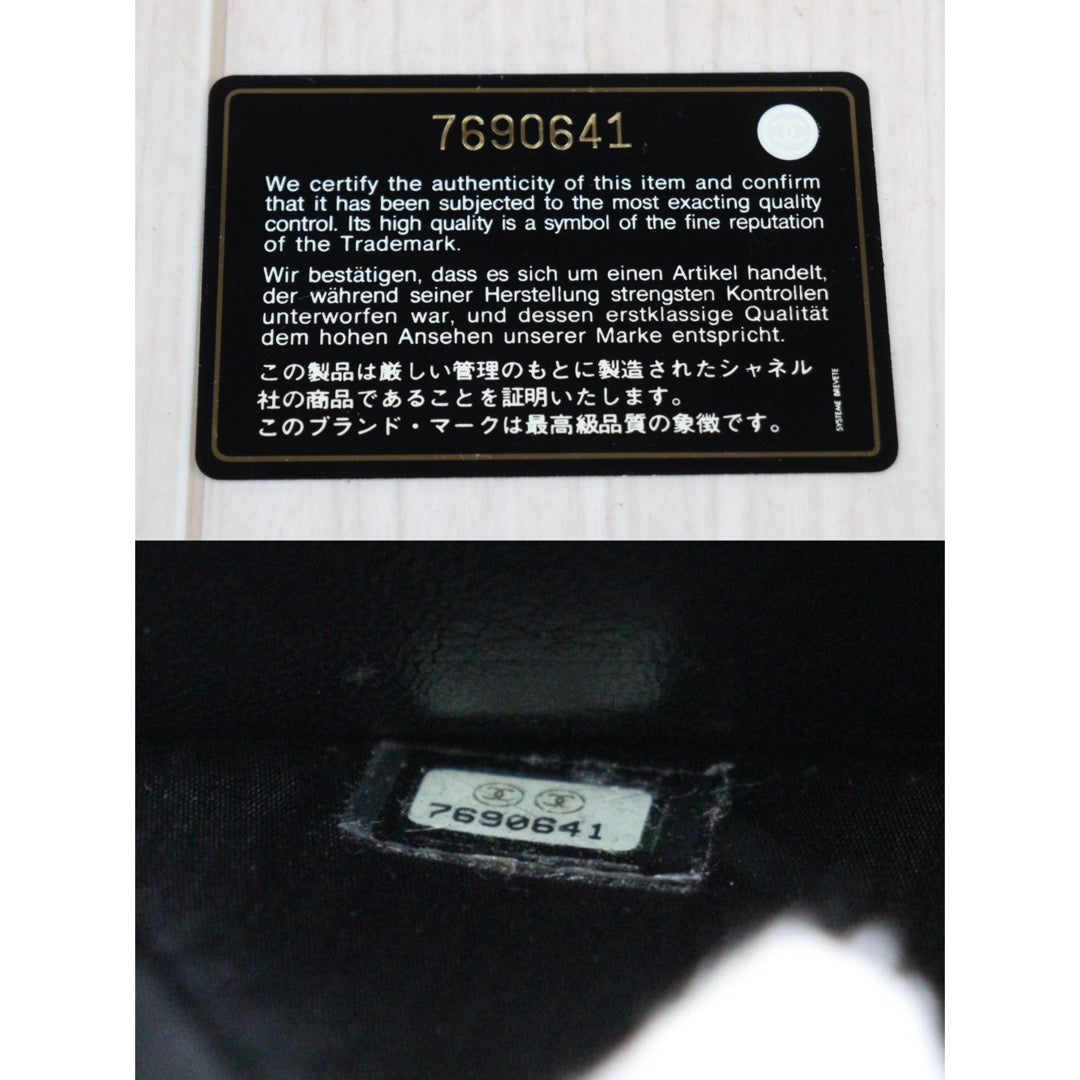 7690641
We certify the authenticity of this item and confirm
that it has been subjected to the most exacting quality
control. Its high quality is a symbol of the fine reputation
of the Trademark.
Wir bestätigen, dass es sich um einen Artikel handelt,
der während seiner Herstellung strengsten Kontrollen
unterworfen war, und dessen erstklassige Qualität
dem hohen Ansehen unserer Marke entspricht.
この製品は厳しい管理のもとに製造されたシャネル
社の商品であることを証明いたします。
このブランド・マークは最高級品質の象徴です。
SYSTEME BREVETE
7690641